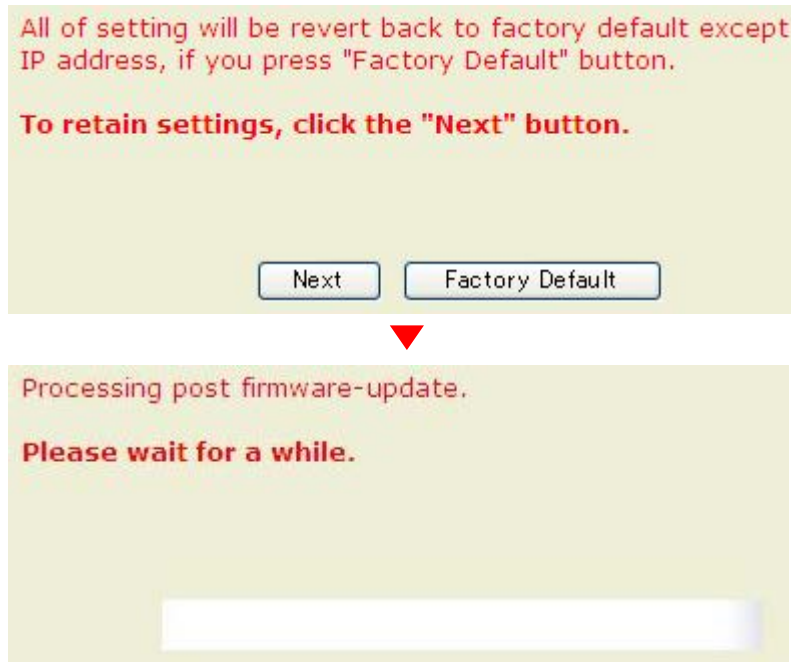 All of setting will be revert back to factory default except
IP address, if you press "Factory Default" button.
To retain settings, click the "Next" button.
Next
Factory Default
Processing post firmware-update.
Please wait for a while.